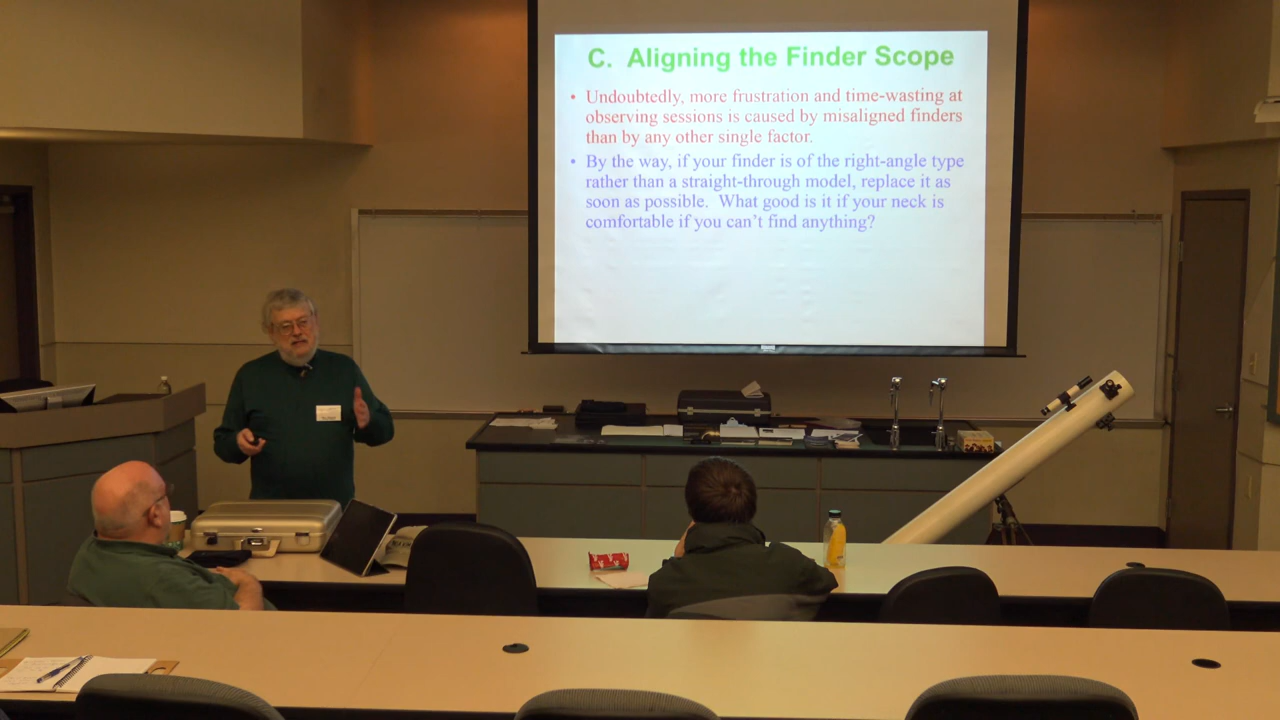 C. Aligning the Finder Scope
• Undoubtedly, more frustration and time-wasting at
observing sessions is caused by misaligned finders
than by any other single factor.
• By the way, if your finder is of the right-angle type
rather than a straight-through model, replace it as
soon as possible. What good is it if your neck is
comfortable if you can't find anything?